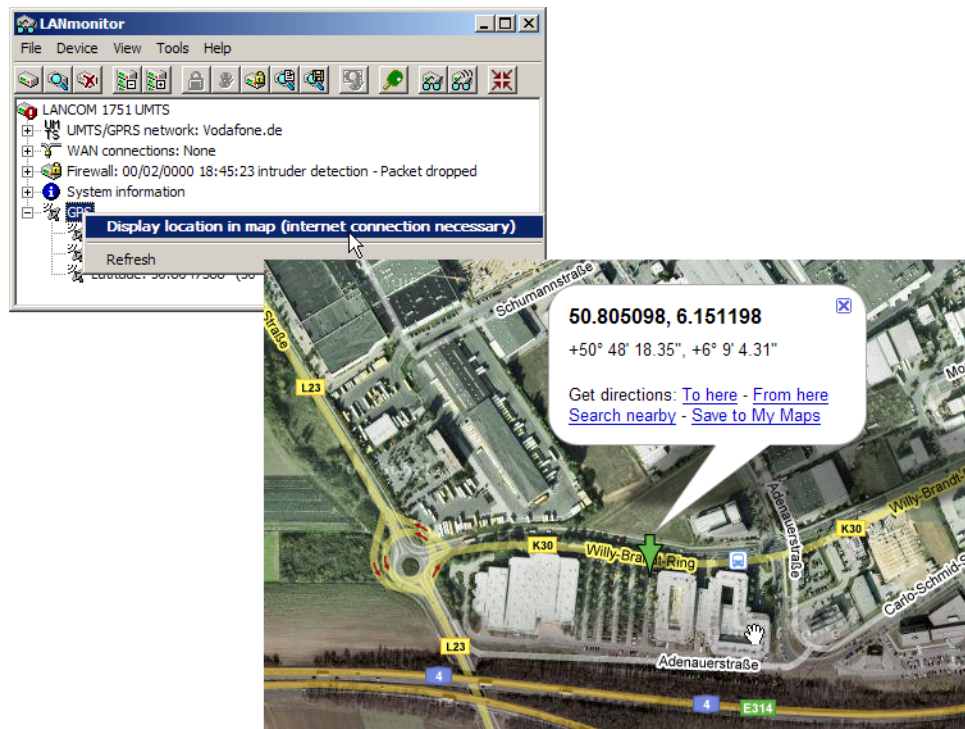 LANmonitor
File Device View Tools Help
LANCOM 1751 UMTS
UMTS/GPRS network: Vodafone.de
WAN connections: None
Firewall: 00/02/0000 18:45:23 intruder detection - Packet dropped
System information
GPS
Display location in map (internet connection necessary)
Refresh
Schumannstraße
Straße
L23
50.805098, 6.151198
+50° 48' 18.35", +6° 9' 4.31"
Get directions: To here - From here
Search nearby - Save to My Maps
K30
Willy-Brandt-Ring
Adenauerstraße
K30
Willy-Brandt-
Carlo-Schmid-
L23
Adenauerstraße
4
4
E314